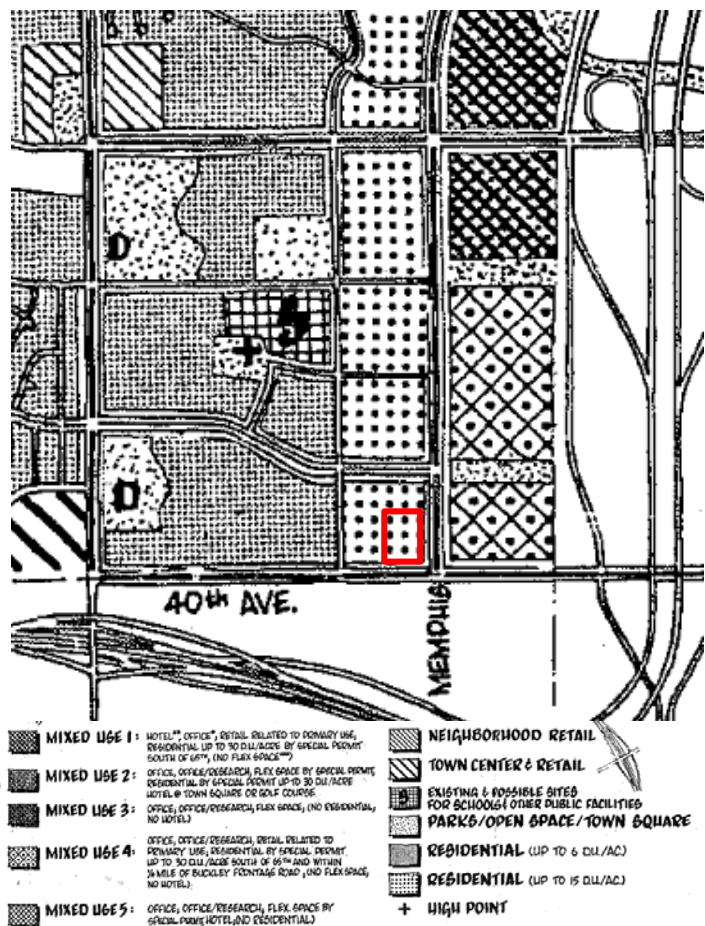 D
S
+
D
40th AVE.
MEMPHIS
MIXED USE 1: HOTEL**, OFFICE*, RETAIL RELATED TO PRIMARY USE,
RESIDENTIAL UP TO 30 D.U./ACRE BY SPECIAL PERMIT
SOUTH OF 65TH, (NO FLEX SPACE***)
MIXED USE 2: OFFICE, OFFICE/RESEARCH, FLEX SPACE BY SPECIAL PERMIT,
RESIDENTIAL BY SPECIAL PERMIT UP TO 30 D.U./ACRE
HOTEL @ TOWN SQUARE OR GOLF COURSE.
MIXED USE 3: OFFICE, OFFICE/RESEARCH, FLEX SPACE, (NO RESIDENTIAL,
NO HOTEL)
MIXED USE 4: OFFICE, OFFICE/RESEARCH, RETAIL RELATED TO
PRIMARY USE, RESIDENTIAL BY SPECIAL PERMIT
UP TO 30 D.U./ACRE SOUTH OF 65TH AND WITHIN
MILE OF BUCKLEY FRONTAGE ROAD, (NO FLEX SPACE,
NO HOTEL)
MIXED USE 5: OFFICE, OFFICE/RESEARCH, FLEX SPACE BY
SPECIAL PERMIT, HOTEL, (NO RESIDENTIAL)
NEIGHBORHOOD RETAIL
TOWN CENTER & RETAIL
S EXISTING & POSSIBLE SITES
FOR SCHOOLS & OTHER PUBLIC FACILITIES
PARKS/OPEN SPACE/TOWN SQUARE
RESIDENTIAL (UP TO 6 D.U./AC.)
RESIDENTIAL (UP TO 15 D.U./AC.)
+ HIGH POINT